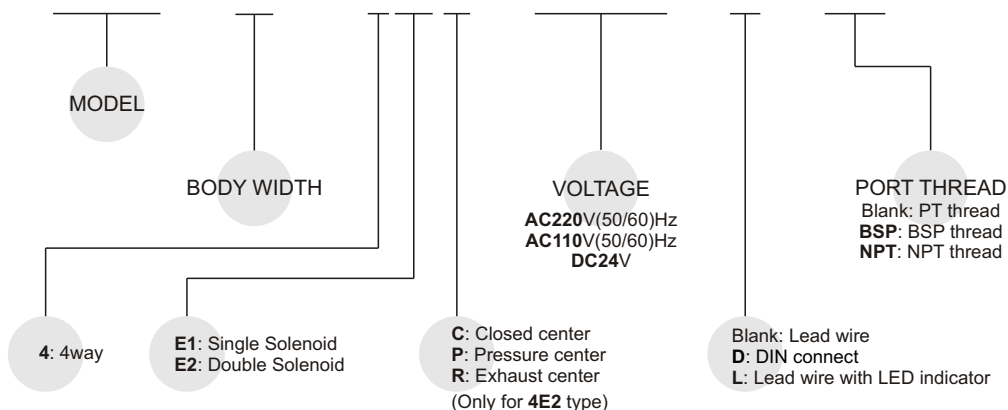 MODEL
BODY WIDTH
VOLTAGE
AC220V(50/60)Hz
AC110V(50/60)Hz
DC24V
PORT THREAD
Blank: PT thread
BSP: BSP thread
NPT: NPT thread
4: 4way
E1: Single Solenoid
E2: Double Solenoid
C: Closed center
P: Pressure center
R: Exhaust center
(Only for 4E2 type)
Blank: Lead wire
D: DIN connect
L: Lead wire with LED indicator